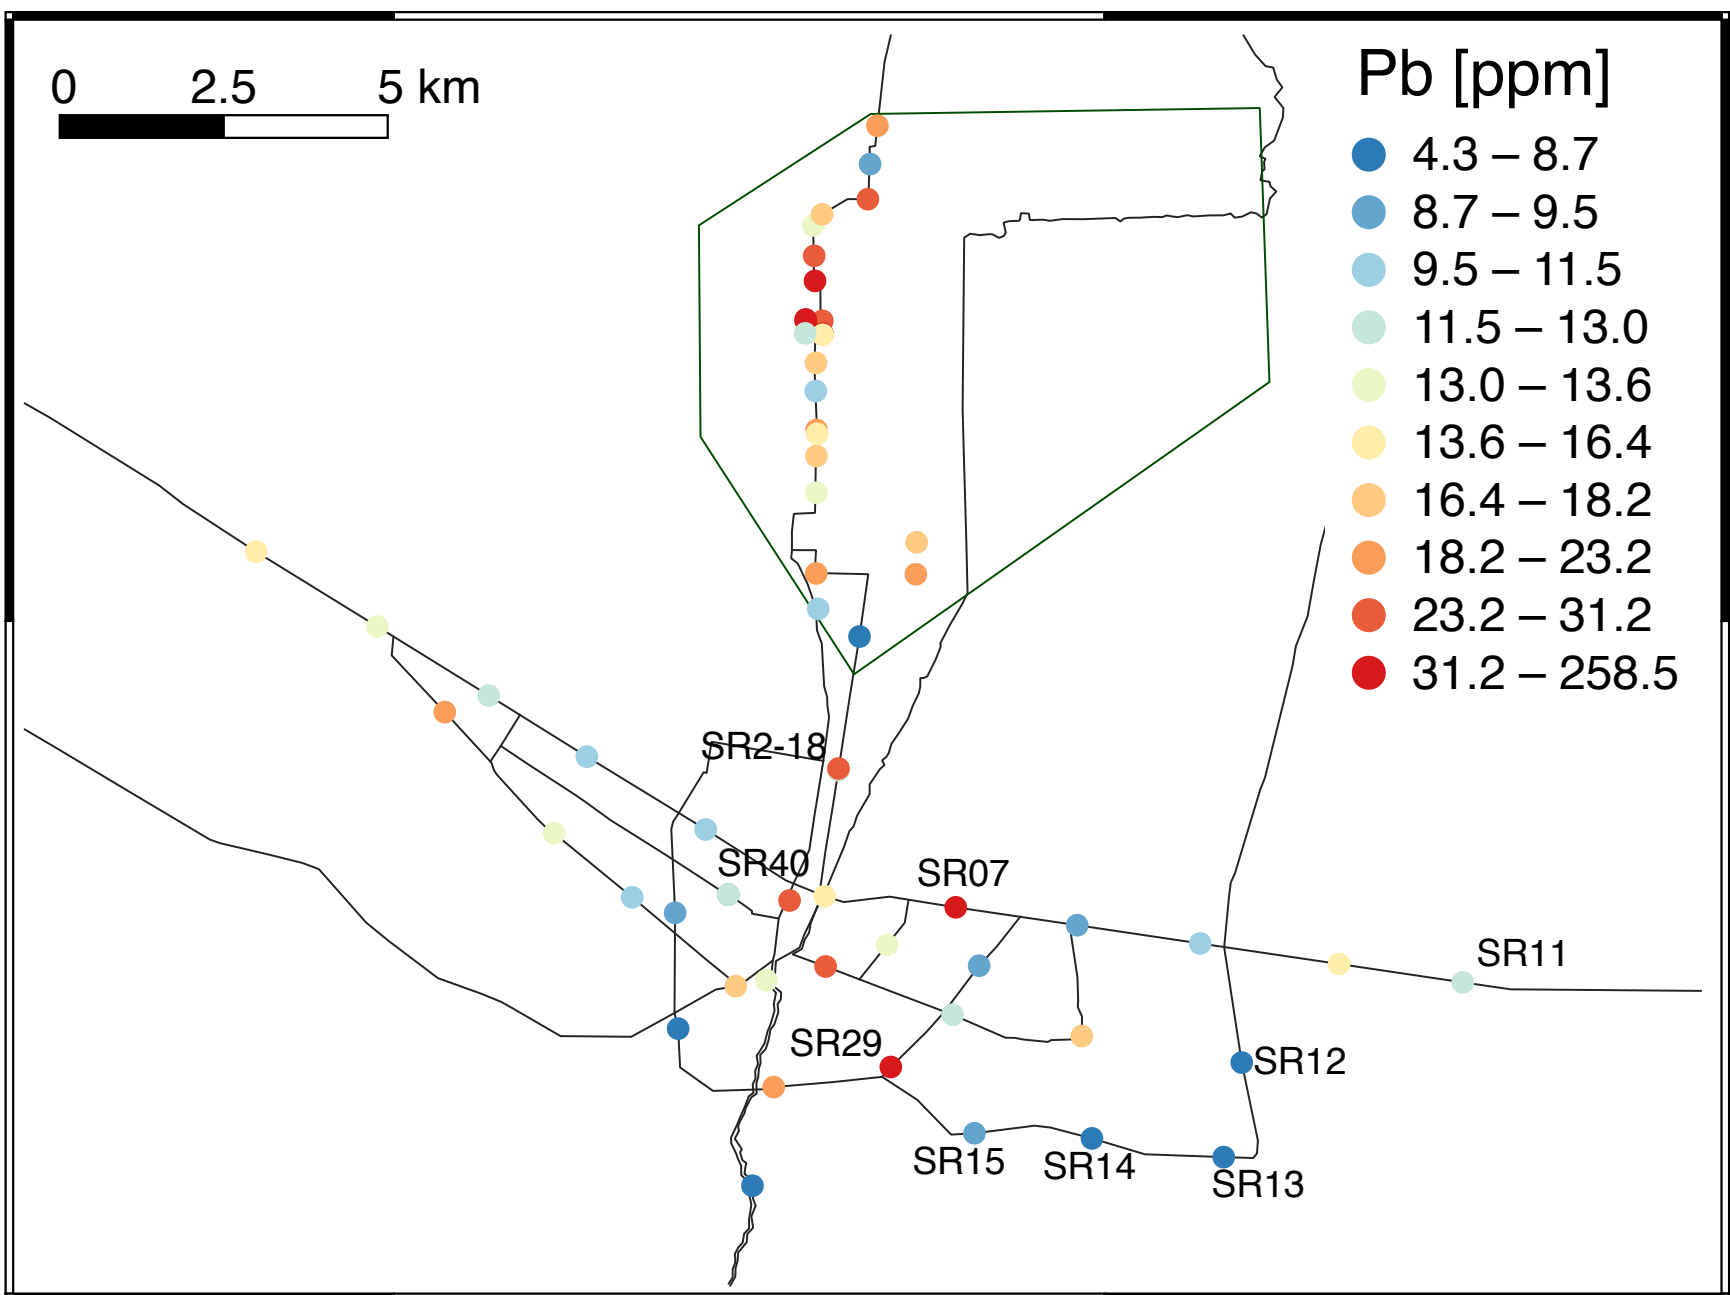 0 2.5 5 km
Pb [ppm]
4.3 – 8.7
8.7 – 9.5
9.5 – 11.5
11.5 – 13.0
13.0 – 13.6
13.6 – 16.4
16.4 – 18.2
18.2 – 23.2
23.2 – 31.2
31.2 – 258.5
SR2-18
SR40
SR07
SR11
SR29
SR12
SR15
SR14
SR13